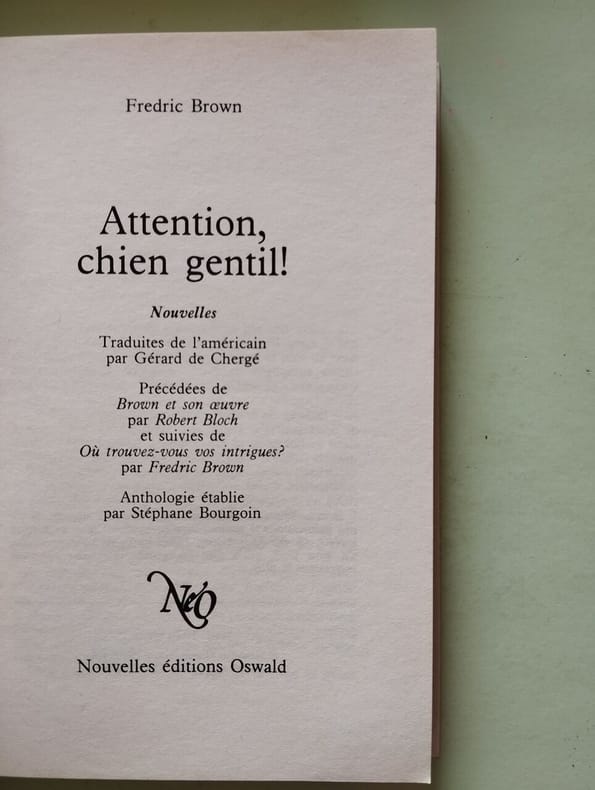 Fredric Brown
Attention,
chien gentil!
Nouvelles
Traduites de l'américain
par Gérard de Chergé
Précédées de
Brown et son œuvre
par Robert Bloch
et suivies de
Où trouvez-vous vos intrigues?
par Fredric Brown
Anthologie établie
par Stéphane Bourgoin
NéO
Nouvelles éditions Oswald